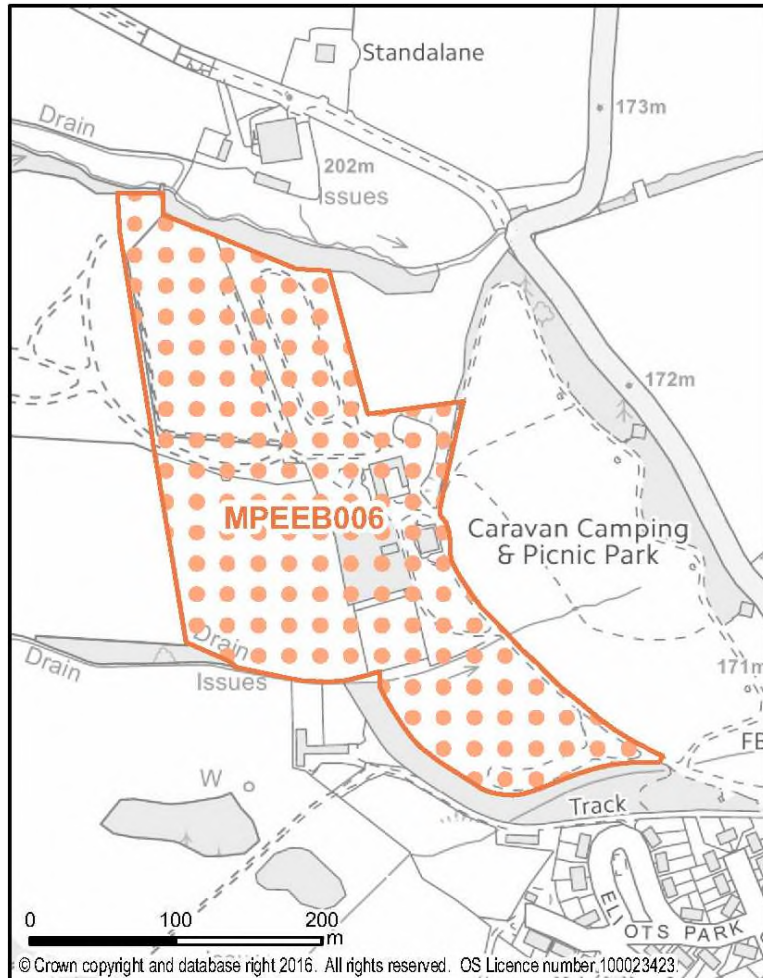 Standalane
173m
Drain
202m
Issues
172m
MPEEB006
Caravan Camping
& Picnic Park
Drain
Drain
Issues
171m
FB
W
Track
ELIOTS PARK
0 100 200
m
© Crown copyright and database right 2016. All rights reserved. OS Licence number 100023423.